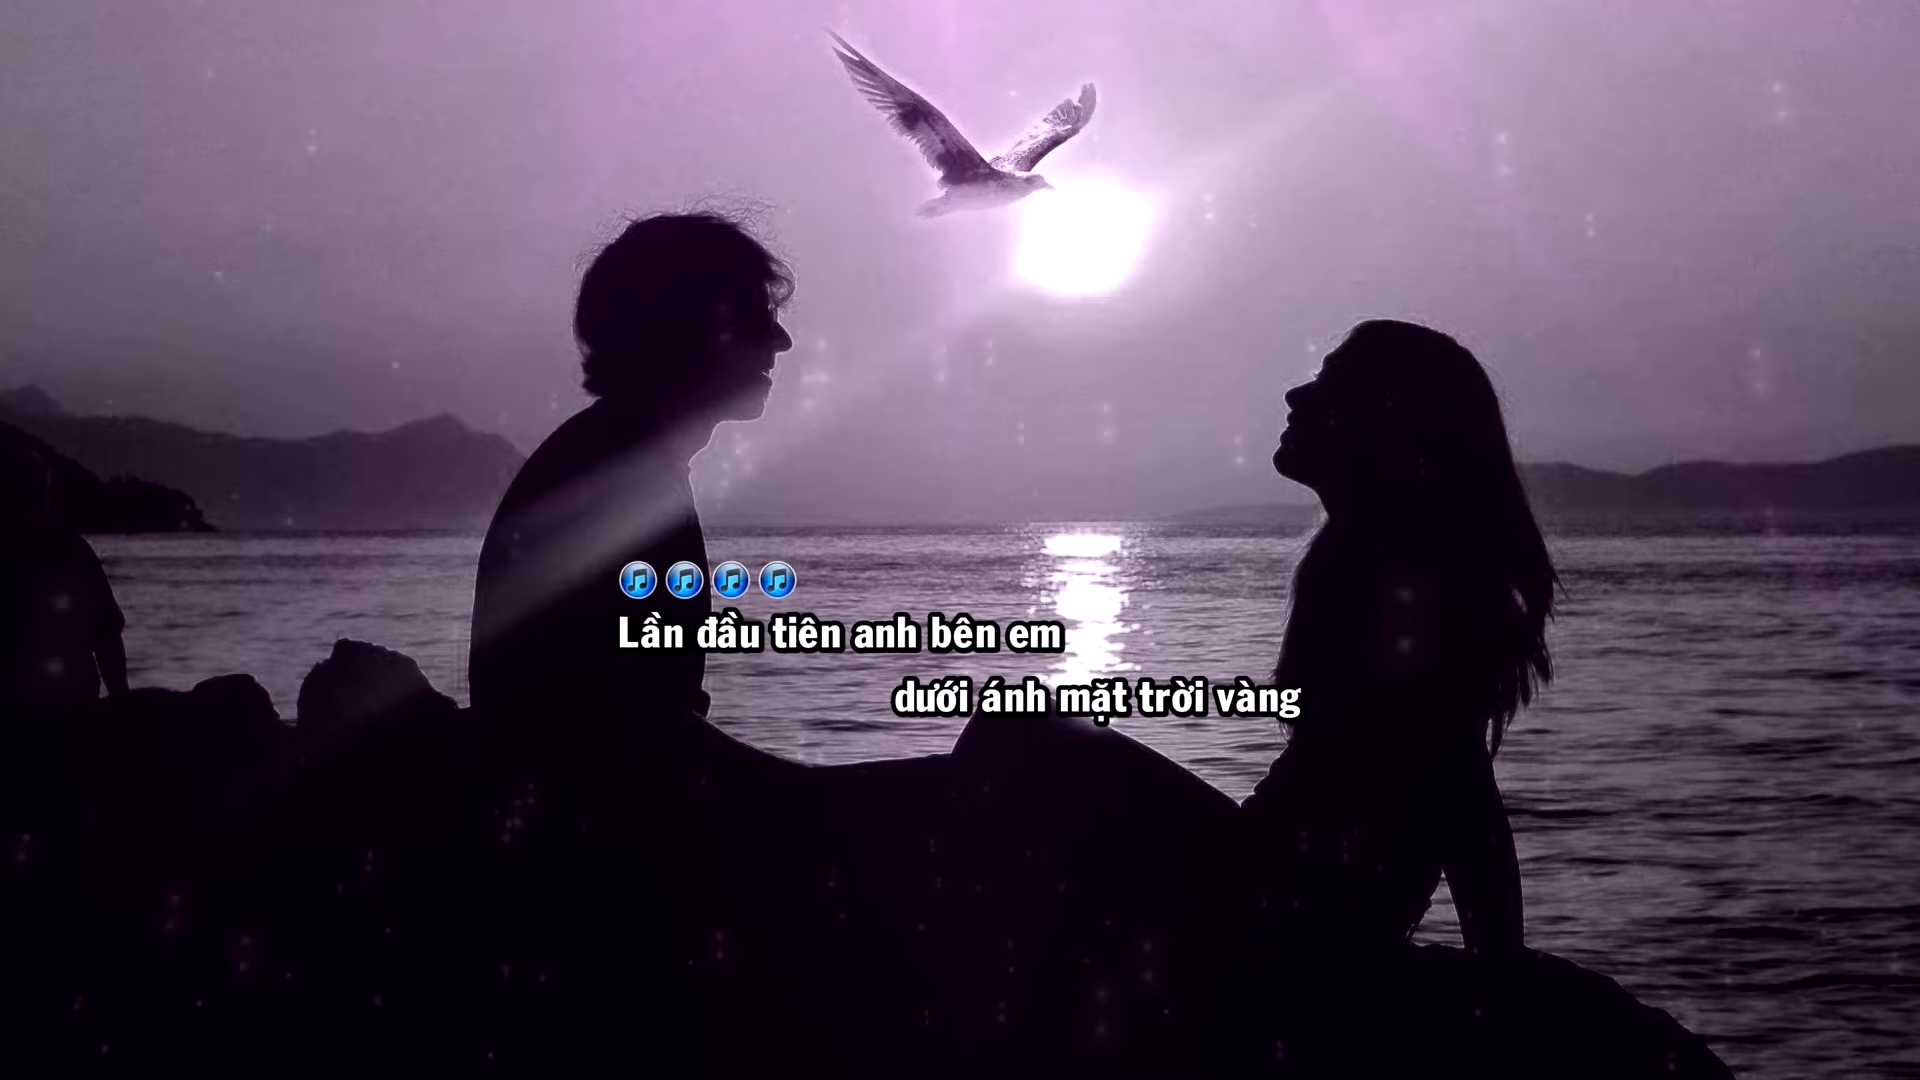 Lần đầu tiên anh bên em
dưới ánh mặt trời vàng